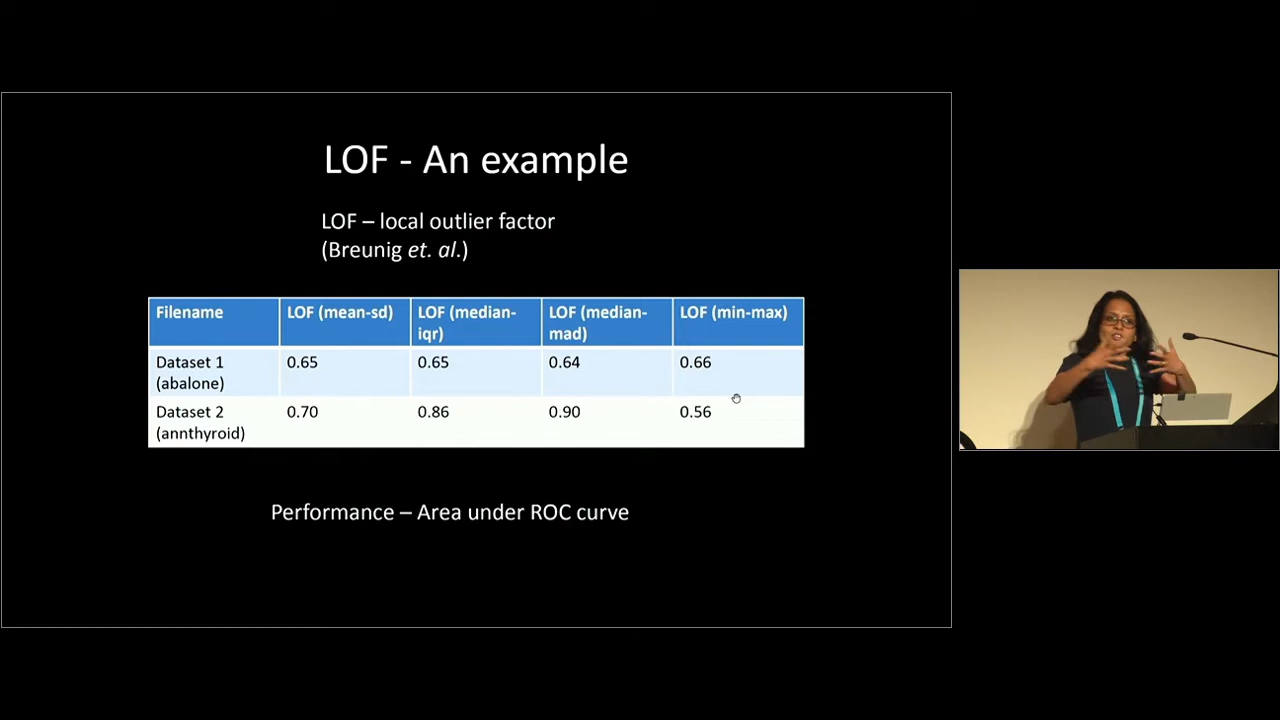 LOF - An example
LOF – local outlier factor
(Breunig et. al.)
Filename LOF (mean-sd) LOF (median-iqr) LOF (median-mad) LOF (min-max)
Dataset 1 (abalone) 0.65 0.65 0.64 0.66
Dataset 2 (annthyroid) 0.70 0.86 0.90 0.56
Performance – Area under ROC curve